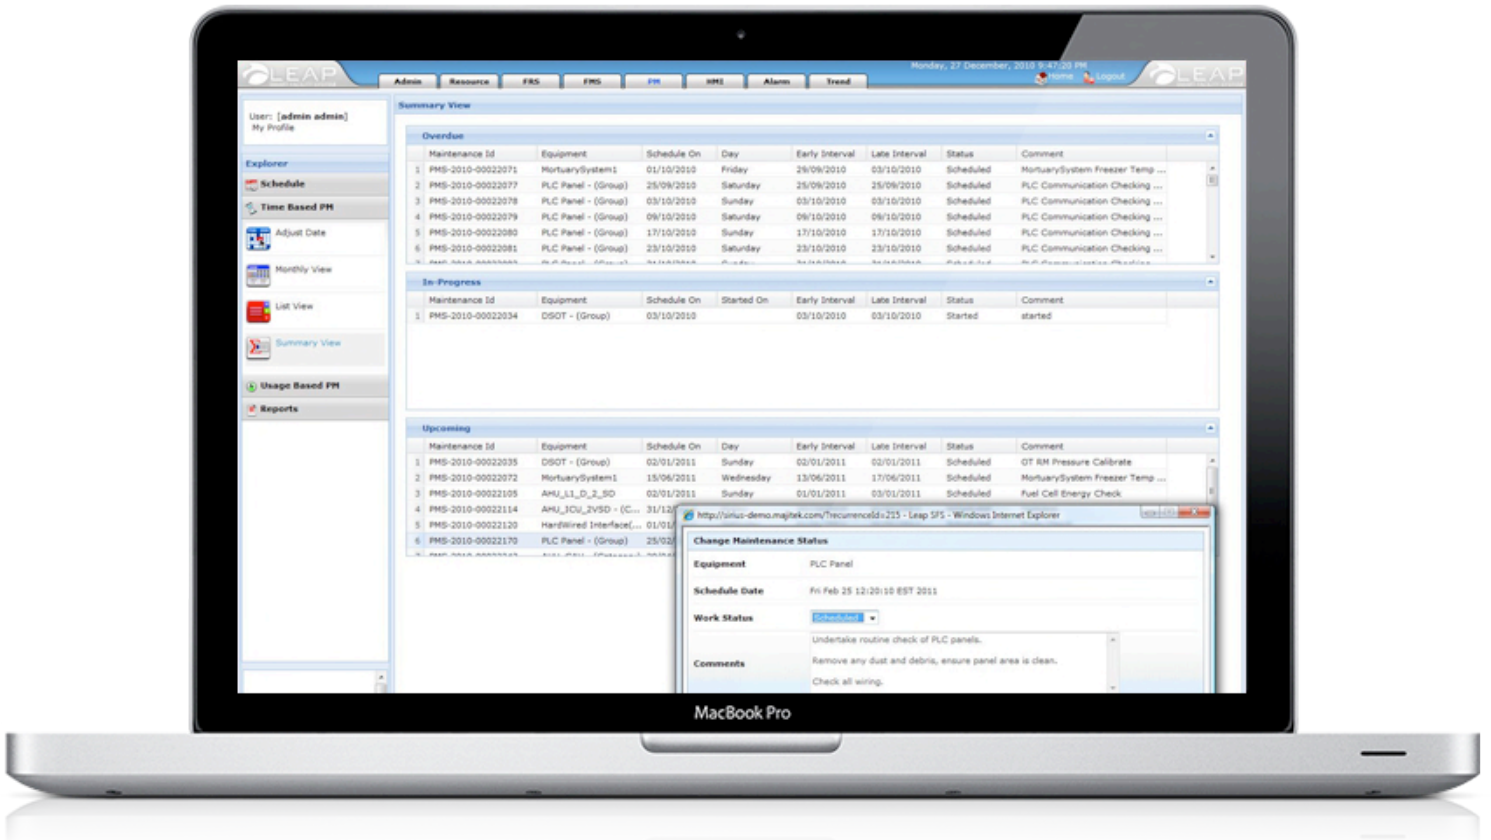 LEAP
Admin Resource FRS FMS PM HMI Alarm Trend
Monday, 27 December, 2010 9:47:20 PM
Home Logout
LEAP
User: [admin admin]
My Profile
Explorer
Schedule
Time Based PM
Adjust Date
Monthly View
List View
Summary View
Usage Based PM
Reports
Summary View
Overdue
Maintenance Id Equipment Schedule On Day Early Interval Late Interval Status Comment
1 PMS-2010-00022071 MortuarySystem1 01/10/2010 Friday 29/09/2010 03/10/2010 Scheduled MortuarySystem Freezer Temp ...
2 PMS-2010-00022077 PLC Panel - (Group) 25/09/2010 Saturday 25/09/2010 25/09/2010 Scheduled PLC Communication Checking ...
3 PMS-2010-00022078 PLC Panel - (Group) 03/10/2010 Sunday 03/10/2010 03/10/2010 Scheduled PLC Communication Checking ...
4 PMS-2010-00022079 PLC Panel - (Group) 09/10/2010 Saturday 09/10/2010 09/10/2010 Scheduled PLC Communication Checking ...
5 PMS-2010-00022080 PLC Panel - (Group) 17/10/2010 Sunday 17/10/2010 17/10/2010 Scheduled PLC Communication Checking ...
6 PMS-2010-00022081 PLC Panel - (Group) 23/10/2010 Saturday 23/10/2010 23/10/2010 Scheduled PLC Communication Checking ...
In-Progress
Maintenance Id Equipment Schedule On Started On Early Interval Late Interval Status Comment
1 PMS-2010-00022034 DSOT - (Group) 03/10/2010 03/10/2010 03/10/2010 Started started
Upcoming
Maintenance Id Equipment Schedule On Day Early Interval Late Interval Status Comment
1 PMS-2010-00022035 DSOT - (Group) 02/01/2011 Sunday 02/01/2011 02/01/2011 Scheduled OT RM Pressure Calibrate
2 PMS-2010-00022072 MortuarySystem1 15/06/2011 Wednesday 13/06/2011 17/06/2011 Scheduled MortuarySystem Freezer Temp ...
3 PMS-2010-00022105 AHU_L1_D_2_SD 02/01/2011 Sunday 01/01/2011 03/01/2011 Scheduled Fuel Cell Energy Check
4 PMS-2010-00022114 AHU_ICU_2VSD - (C... 31/12/
5 PMS-2010-00022120 HardWired Interface(... 01/01/
6 PMS-2010-00022170 PLC Panel - (Group) 25/02/
http://sirius-demo.majitek.com/?recurrenceId=215 - Leap SFS - Windows Internet Explorer
Change Maintenance Status
Equipment PLC Panel
Schedule Date Fri Feb 25 12:20:10 EST 2011
Work Status Scheduled
Comments Undertake routine check of PLC panels.
Remove any dust and debris, ensure panel area is clean.
Check all wiring.
MacBook Pro